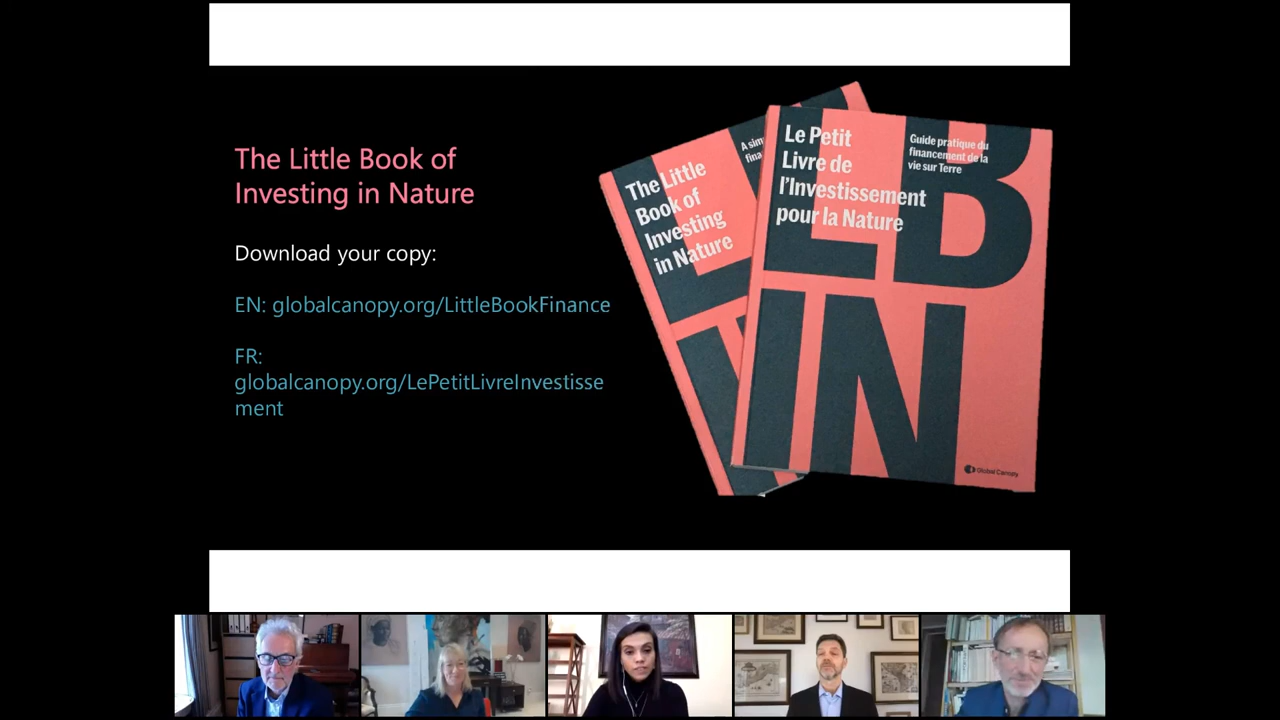 The Little Book of
Investing in Nature
Download your copy:
EN: globalcanopy.org/LittleBookFinance
FR:
globalcanopy.org/LePetitLivreInvestisse
ment
The Little
Book of
Investing
in Nature
A sim
fina
Le Petit
Livre de
l'Investissement
pour la Nature
Guide pratique du
financement de la
vie sur Terre
LB
IN
Global Canopy